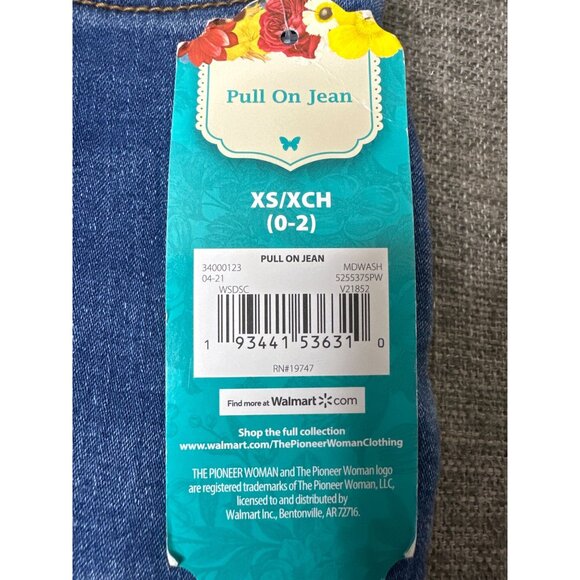 Pull On Jean
XS/XCH
(0-2)
PULL ON JEAN
34000123 MDWASH
04-21 5255375PW
WSDSC V21852
1 93441 53631 0
RN#19747
Find more at Walmart.com
Shop the full collection
www.walmart.com/ThePioneerWomanClothing
THE PIONEER WOMAN and The Pioneer Woman logo
are registered trademarks of The Pioneer Woman, LLC,
licensed to and distributed by
Walmart Inc., Bentonville, AR 72716.